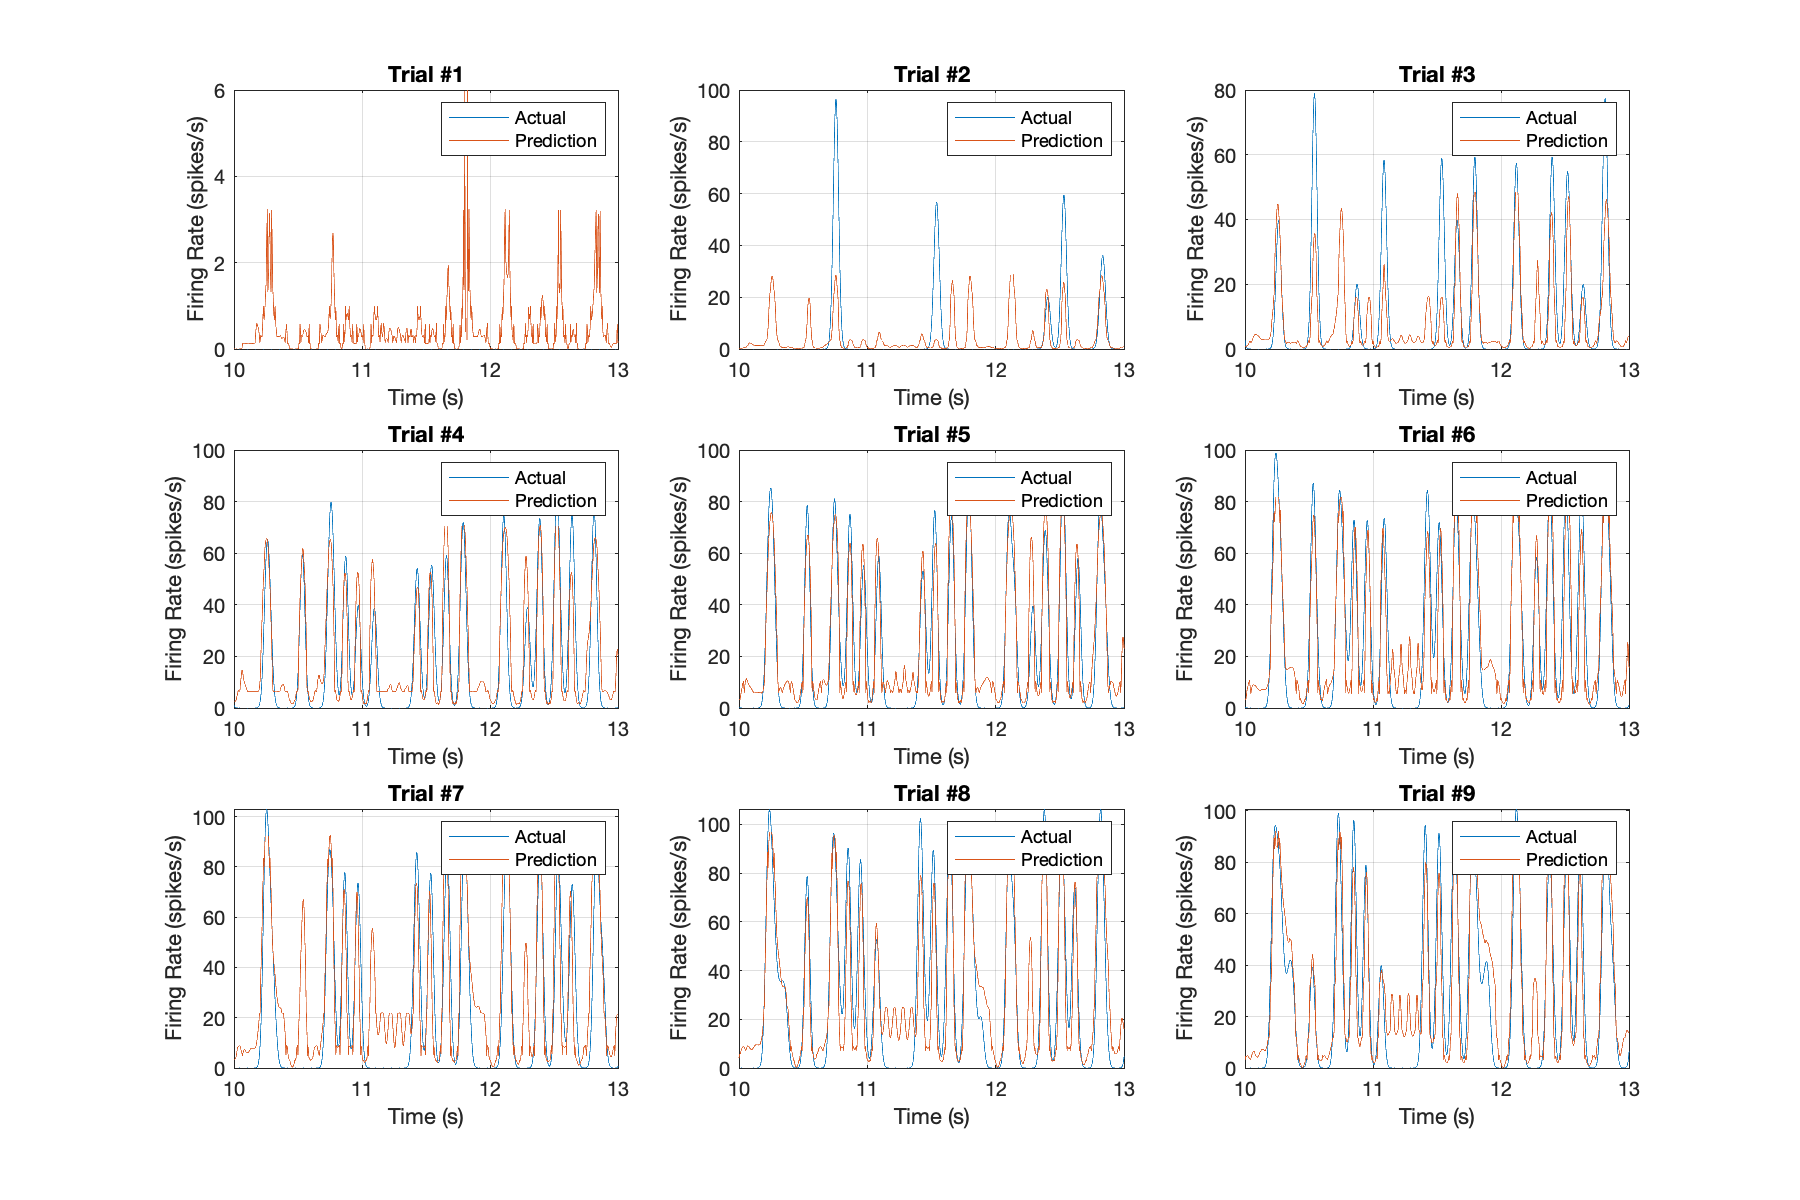 Trial #1
Firing Rate (spikes/s)
6
4
2
0
10
11
12
13
Time (s)
Actual
Prediction
Trial #2
Firing Rate (spikes/s)
100
80
60
40
20
0
10
11
12
13
Time (s)
Actual
Prediction
Trial #3
Firing Rate (spikes/s)
80
60
40
20
0
10
11
12
13
Time (s)
Actual
Prediction
Trial #4
Firing Rate (spikes/s)
100
80
60
40
20
0
10
11
12
13
Time (s)
Actual
Prediction
Trial #5
Firing Rate (spikes/s)
100
80
60
40
20
0
10
11
12
13
Time (s)
Actual
Prediction
Trial #6
Firing Rate (spikes/s)
100
80
60
40
20
0
10
11
12
13
Time (s)
Actual
Prediction
Trial #7
Firing Rate (spikes/s)
100
80
60
40
20
0
10
11
12
13
Time (s)
Actual
Prediction
Trial #8
Firing Rate (spikes/s)
100
80
60
40
20
0
10
11
12
13
Time (s)
Actual
Prediction
Trial #9
Firing Rate (spikes/s)
100
80
60
40
20
0
10
11
12
13
Time (s)
Actual
Prediction